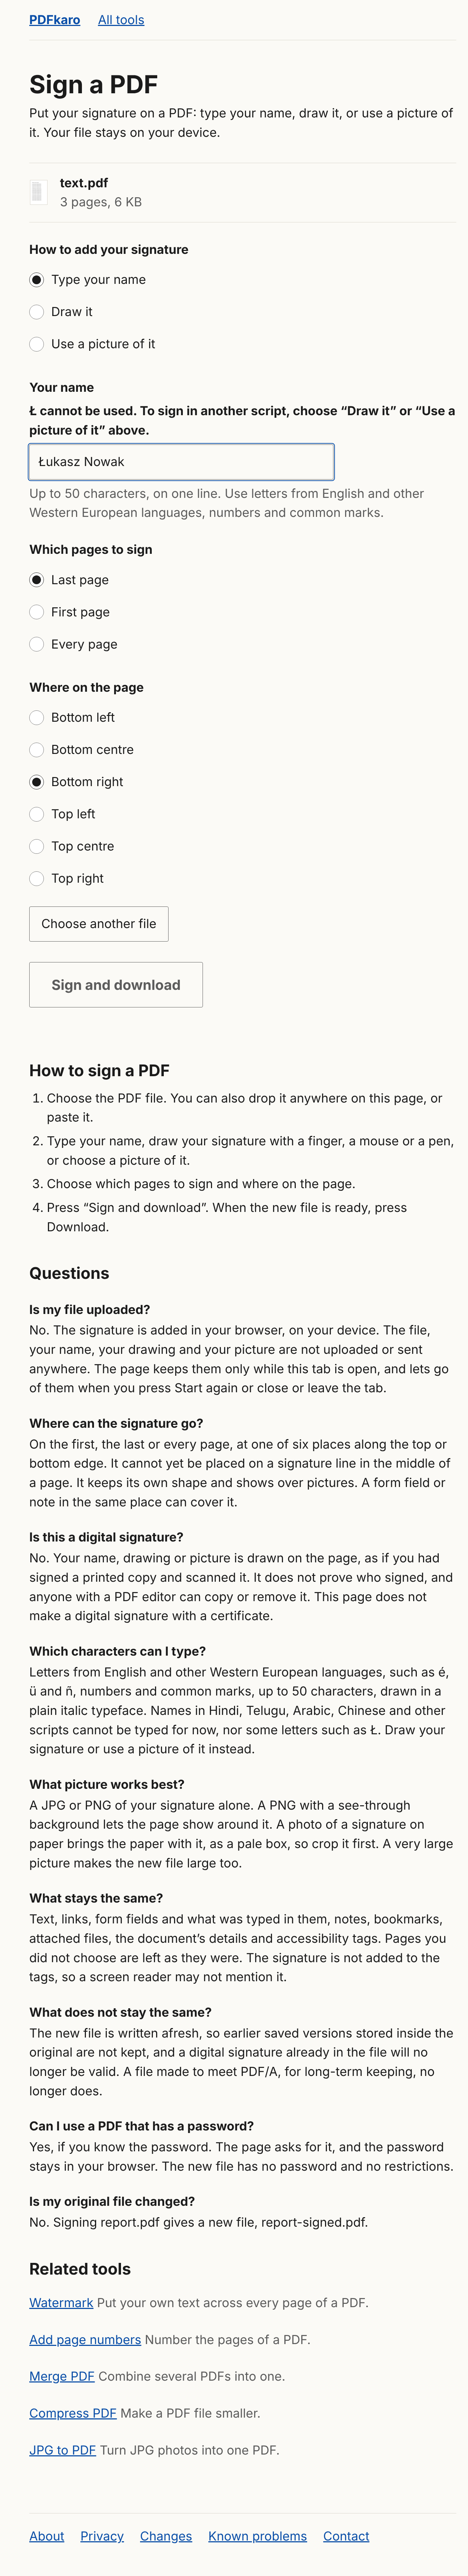 PDFkaro All tools
Sign a PDF
Put your signature on a PDF: type your name, draw it, or use a picture of
it. Your file stays on your device.
text.pdf
3 pages, 6 KB
How to add your signature
Type your name
Draw it
Use a picture of it
Your name
Ł cannot be used. To sign in another script, choose “Draw it” or “Use a
picture of it” above.
Łukasz Nowak
Up to 50 characters, on one line. Use letters from English and other
Western European languages, numbers and common marks.
Which pages to sign
Last page
First page
Every page
Where on the page
Bottom left
Bottom centre
Bottom right
Top left
Top centre
Top right
Choose another file
Sign and download
How to sign a PDF
1. Choose the PDF file. You can also drop it anywhere on this page, or
paste it.
2. Type your name, draw your signature with a finger, a mouse or a pen,
or choose a picture of it.
3. Choose which pages to sign and where on the page.
4. Press “Sign and download”. When the new file is ready, press
Download.
Questions
Is my file uploaded?
No. The signature is added in your browser, on your device. The file,
your name, your drawing and your picture are not uploaded or sent
anywhere. The page keeps them only while this tab is open, and lets go
of them when you press Start again or close or leave the tab.
Where can the signature go?
On the first, the last or every page, at one of six places along the top or
bottom edge. It cannot yet be placed on a signature line in the middle of
a page. It keeps its own shape and shows over pictures. A form field or
note in the same place can cover it.
Is this a digital signature?
No. Your name, drawing or picture is drawn on the page, as if you had
signed a printed copy and scanned it. It does not prove who signed, and
anyone with a PDF editor can copy or remove it. This page does not
make a digital signature with a certificate.
Which characters can I type?
Letters from English and other Western European languages, such as é,
ü and ñ, numbers and common marks, up to 50 characters, drawn in a
plain italic typeface. Names in Hindi, Telugu, Arabic, Chinese and other
scripts cannot be typed for now, nor some letters such as Ł. Draw your
signature or use a picture of it instead.
What picture works best?
A JPG or PNG of your signature alone. A PNG with a see-through
background lets the page show around it. A photo of a signature on
paper brings the paper with it, as a pale box, so crop it first. A very large
picture makes the new file large too.
What stays the same?
Text, links, form fields and what was typed in them, notes, bookmarks,
attached files, the document’s details and accessibility tags. Pages you
did not choose are left as they were. The signature is not added to the
tags, so a screen reader may not mention it.
What does not stay the same?
The new file is written afresh, so earlier saved versions stored inside the
original are not kept, and a digital signature already in the file will no
longer be valid. A file made to meet PDF/A, for long-term keeping, no
longer does.
Can I use a PDF that has a password?
Yes, if you know the password. The page asks for it, and the password
stays in your browser. The new file has no password and no restrictions.
Is my original file changed?
No. Signing report.pdf gives a new file, report-signed.pdf.
Related tools
Watermark Put your own text across every page of a PDF.
Add page numbers Number the pages of a PDF.
Merge PDF Combine several PDFs into one.
Compress PDF Make a PDF file smaller.
JPG to PDF Turn JPG photos into one PDF.
About Privacy Changes Known problems Contact